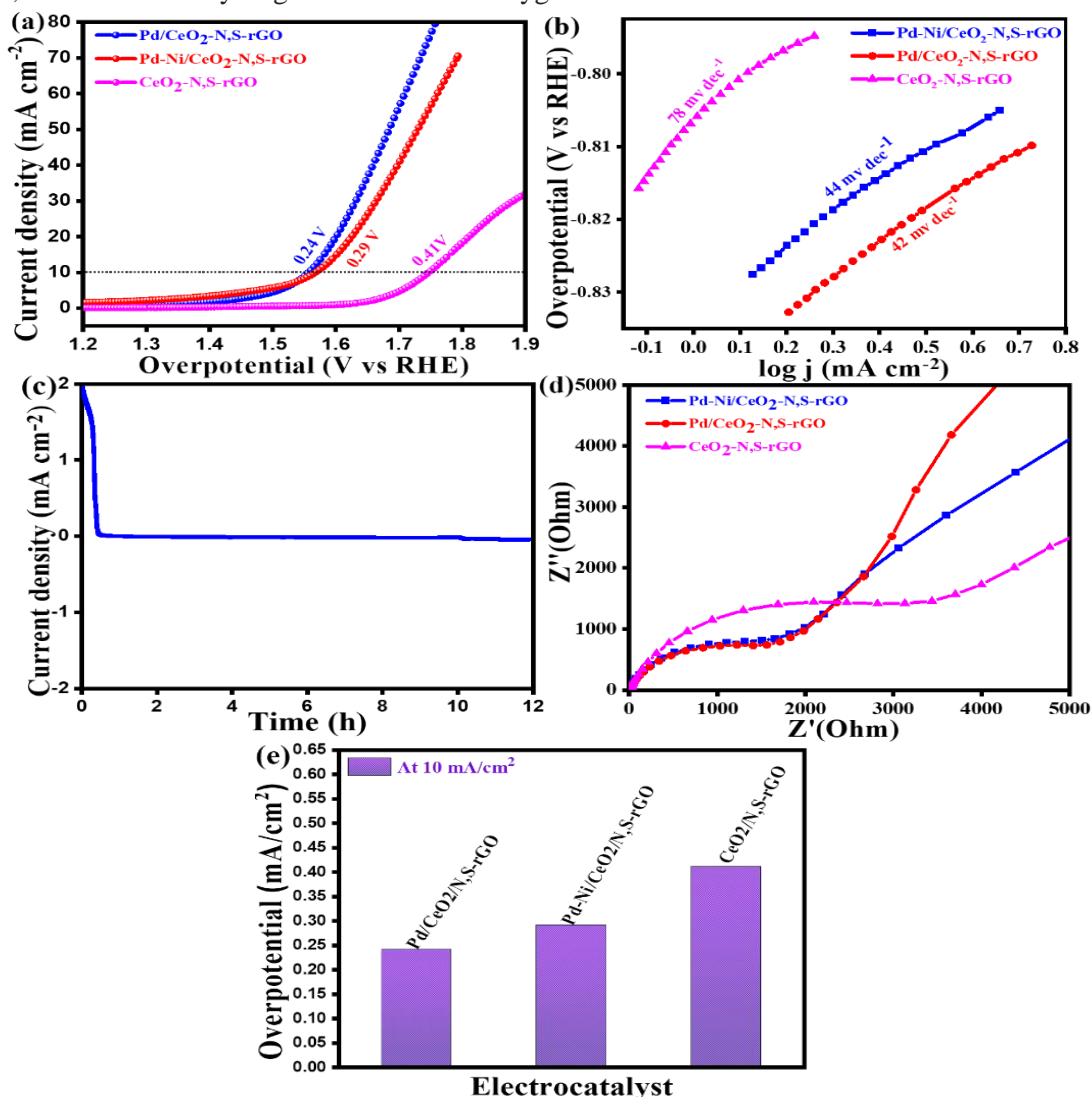 (a)
80
70
60
50
40
30
20
10
0
Current density (mA cm-2)
Pd/CeO2-N,S-rGO
Pd-Ni/CeO2-N,S-rGO
CeO2-N,S-rGO
0.24 V
0.29 V
0.41V
1.2 1.3 1.4 1.5 1.6 1.7 1.8 1.9
Overpotential (V vs RHE)
(b)
Overpotential (V vs RHE)
-0.80
-0.81
-0.82
-0.83
Pd-Ni/CeO2-N,S-rGO
Pd/CeO2-N,S-rGO
CeO2-N,S-rGO
78 mv dec-1
44 mv dec-1
42 mv dec-1
-0.1 0.0 0.1 0.2 0.3 0.4 0.5 0.6 0.7 0.8
log j (mA cm-2)
(c)
Current density (mA cm-2)
2
1
0
-1
-2
0 2 4 6 8 10 12
Time (h)
(d)
Z''(Ohm)
5000
4000
3000
2000
1000
0
Pd-Ni/CeO2-N,S-rGO
Pd/CeO2-N,S-rGO
CeO2-N,S-rGO
0 1000 2000 3000 4000 5000
Z'(Ohm)
(e)
Overpotential (mA/cm2)
0.65
0.60
0.55
0.50
0.45
0.40
0.35
0.30
0.25
0.20
0.15
0.10
0.05
0.00
At 10 mA/cm2
Pd/CeO2/N,S-rGO
Pd-Ni/CeO2/N,S-rGO
CeO2/N,S-rGO
Electrocatalyst